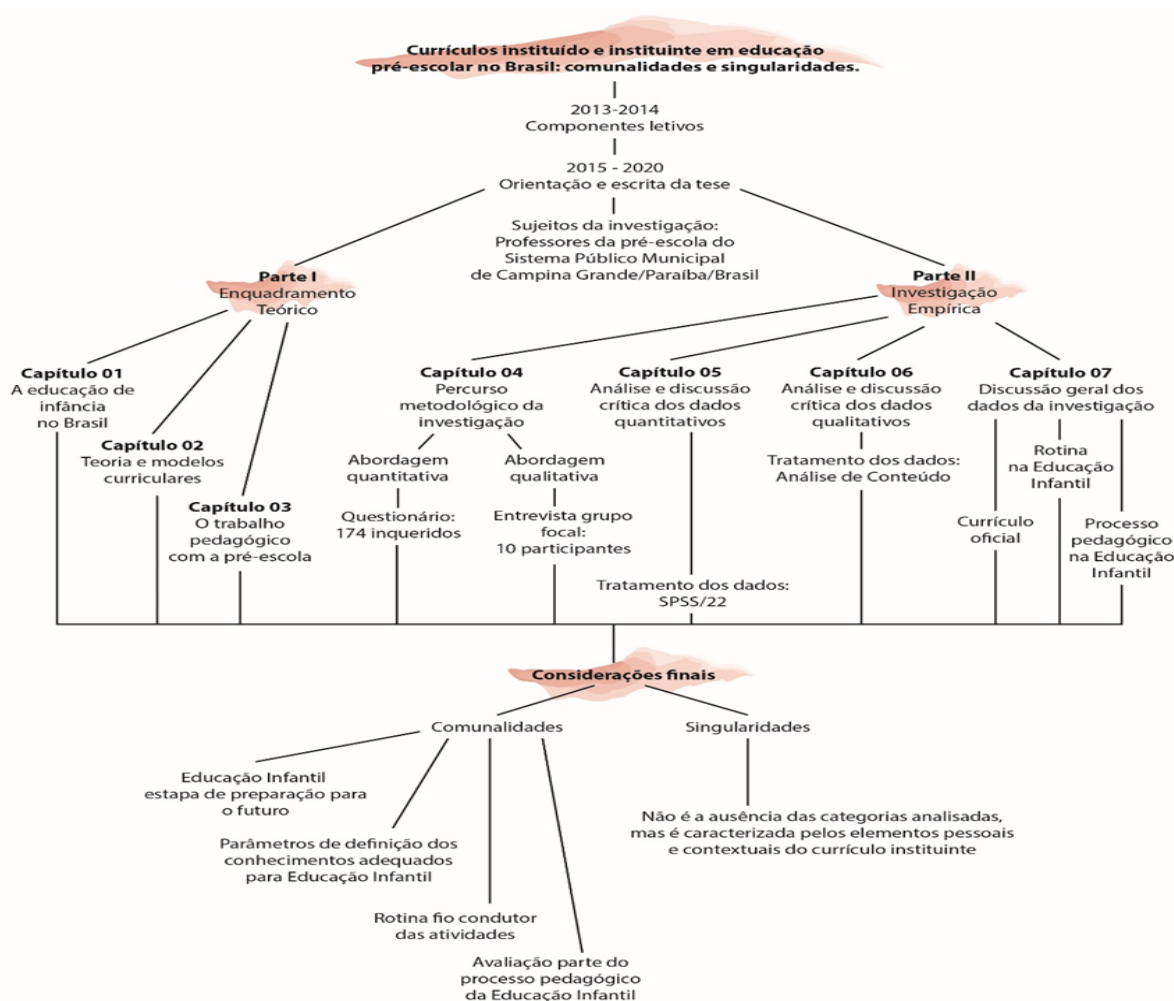 Currículos instituído e instituinte em educação
pré-escolar no Brasil: comunalidades e singularidades.
2013-2014
Componentes letivos
2015 - 2020
Orientação e escrita da tese
Sujeitos da investigação:
Professores da pré-escola do
Sistema Público Municipal
de Campina Grande/Paraíba/Brasil
Parte I
Enquadramento
Teórico
Parte II
Investigação
Empírica
Capítulo 01
A educação de
infância
no Brasil
Capítulo 02
Teoria e modelos
curriculares
Capítulo 03
O trabalho
pedagógico
com a pré-escola
Capítulo 04
Percurso
metodológico da
investigação
Abordagem
quantitativa
Questionário:
174 inqueridos
Abordagem
qualitativa
Entrevista grupo
focal:
10 participantes
Capítulo 05
Análise e discussão
crítica dos dados
quantitativos
Tratamento dos dados:
SPSS/22
Capítulo 06
Análise e discussão
crítica dos dados
qualitativos
Tratamento dos dados:
Análise de Conteúdo
Capítulo 07
Discussão geral dos
dados da investigação
Currículo
oficial
Rotina
na Educação
Infantil
Processo
pedagógico
na Educação
Infantil
Considerações finais
Comunalidades
Singularidades
Educação Infantil
estapa de preparação para
o futuro
Parâmetros de definição dos
conhecimentos adequados
para Educação Infantil
Rotina fio condutor
das atividades
Avaliação parte do
processo pedagógico
da Educação Infantil
Não é a ausência das categorias analisadas,
mas é caracterizada pelos elementos pessoais
e contextuais do currículo instituinte